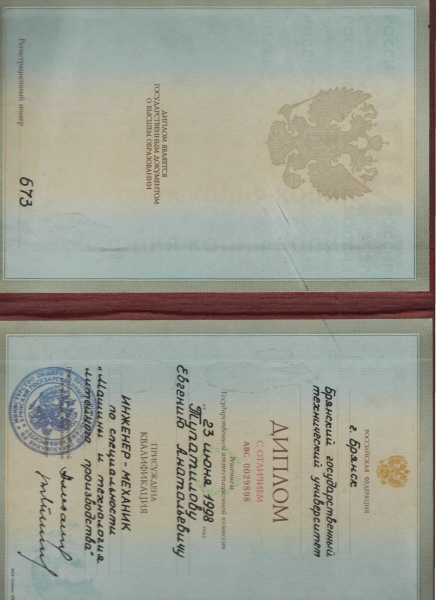 ДИПЛОМ ЯВЛЯЕТСЯ
ГОСУДАРСТВЕННЫМ ДОКУМЕНТОМ
О ВЫСШЕМ ОБРАЗОВАНИИ
Регистрационный номер 673
РОССИЙСКАЯ ФЕДЕРАЦИЯ
г. Брянск
Брянский государственный
технический университет
ДИПЛОМ
С ОТЛИЧИЕМ
АВС 0029898
Решением
Государственной аттестационной комиссии
от 23 июня 1998 года
Евгению Анатольевичу
ПРИСУЖДЕНА
КВАЛИФИКАЦИЯ
ИНЖЕНЕР-МЕХАНИК
по специальности
«Машины и технология
литейного производства»